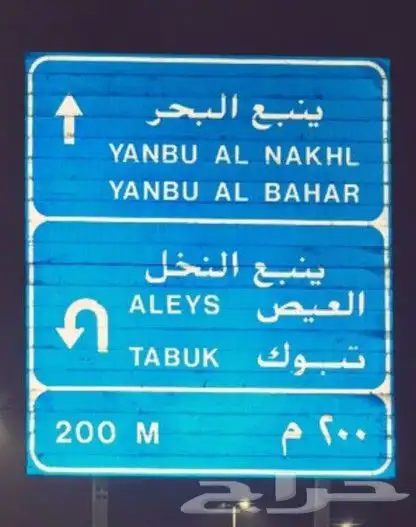 ينبع البحر
YANBU AL NAKHL
YANBU AL BAHAR
ينبع النخل
ALEYS العيص
TABUK تبوك
200 M ٢٠٠ م
حراج